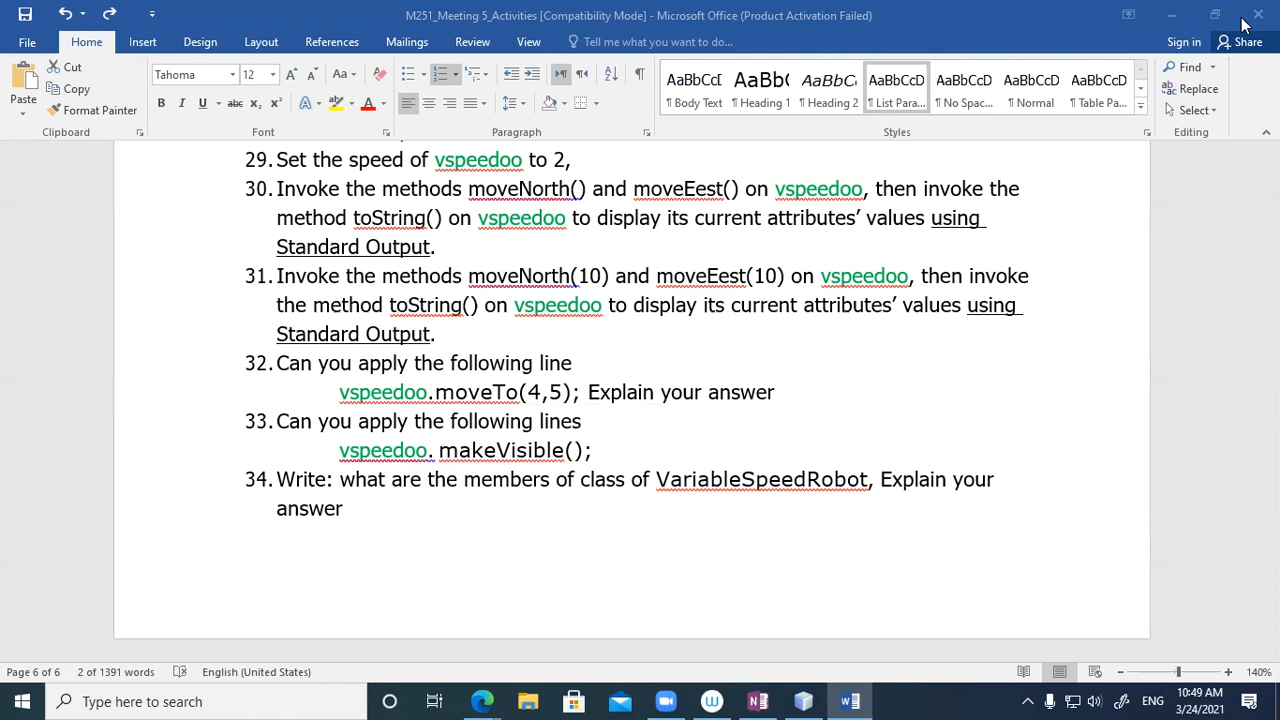 M251_Meeting 5_Activities [Compatibility Mode] - Microsoft Office (Product Activation Failed)
File Home Insert Design Layout References Mailings Review View Tell me what you want to do... Sign in Share
Paste Cut Copy Format Painter
Tahoma 12 Aa
B I U abc x₂ x² A A
AaBbCcD AaBbC AaBbC AaBbCcD AaBbCcD AaBbCcD AaBbCcD
¶ Body Text Heading 1 Heading 2 ¶ List Para... ¶ No Spac... ¶ Normal ¶ Table Pa...
Find Replace Select
Clipboard Font Paragraph Styles Editing
29. Set the speed of vspeedoo to 2,
30. Invoke the methods moveNorth() and moveEest() on vspeedoo, then invoke the
method toString() on vspeedoo to display its current attributes’ values using
Standard Output.
31. Invoke the methods moveNorth(10) and moveEest(10) on vspeedoo, then invoke
the method toString() on vspeedoo to display its current attributes’ values using
Standard Output.
32. Can you apply the following line
vspeedoo.moveTo(4,5); Explain your answer
33. Can you apply the following lines
vspeedoo. makeVisible();
34. Write: what are the members of class of VariableSpeedRobot, Explain your
answer
Page 6 of 6 2 of 1391 words English (United States) 140%
Type here to search ENG 10:49 AM
3/24/2021